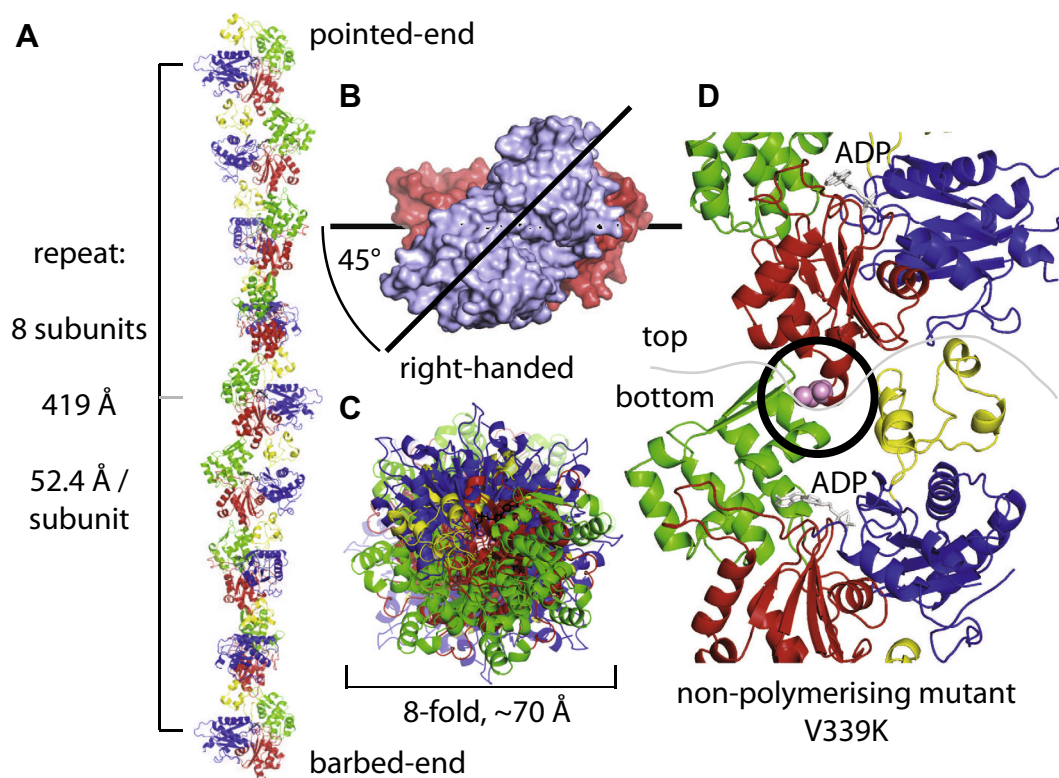 A
pointed-end
repeat:
8 subunits
419 Å
52.4 Å /
subunit
barbed-end
B
45°
right-handed
C
8-fold, ~70 Å
D
ADP
top
bottom
ADP
non-polymerising mutant
V339K